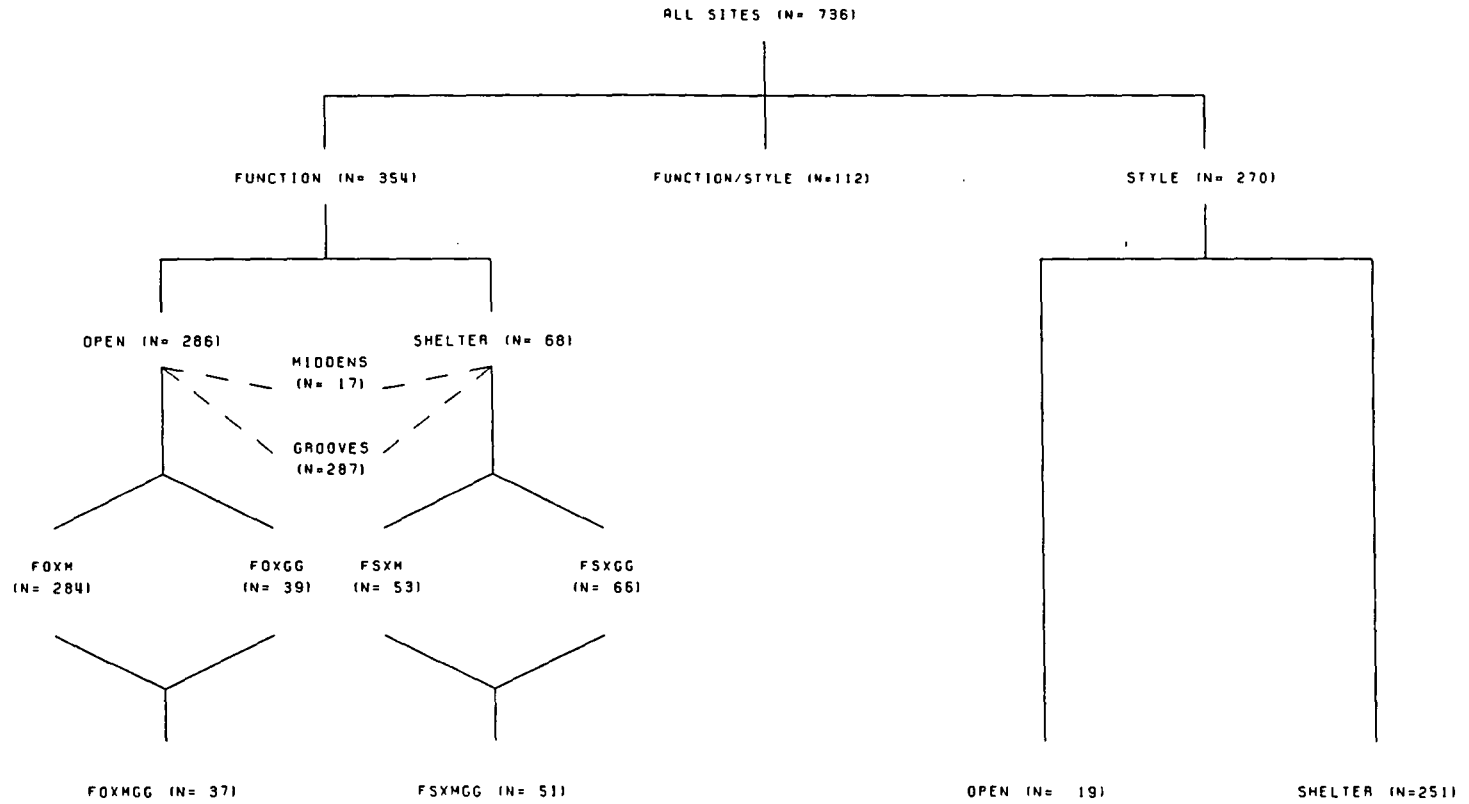 ALL SITES (N= 736)
FUNCTION (N= 354)
FUNCTION/STYLE (N=112)
STYLE (N= 270)
OPEN (N= 286)
SHELTER (N= 68)
MIDDENS
(N= 17)
GROOVES
(N=287)
FOXM
(N= 284)
FOXGG
(N= 39)
FSXM
(N= 53)
FSXGG
(N= 66)
FOXMGG (N= 37)
FSXMGG (N= 51)
OPEN (N= 19)
SHELTER (N=251)